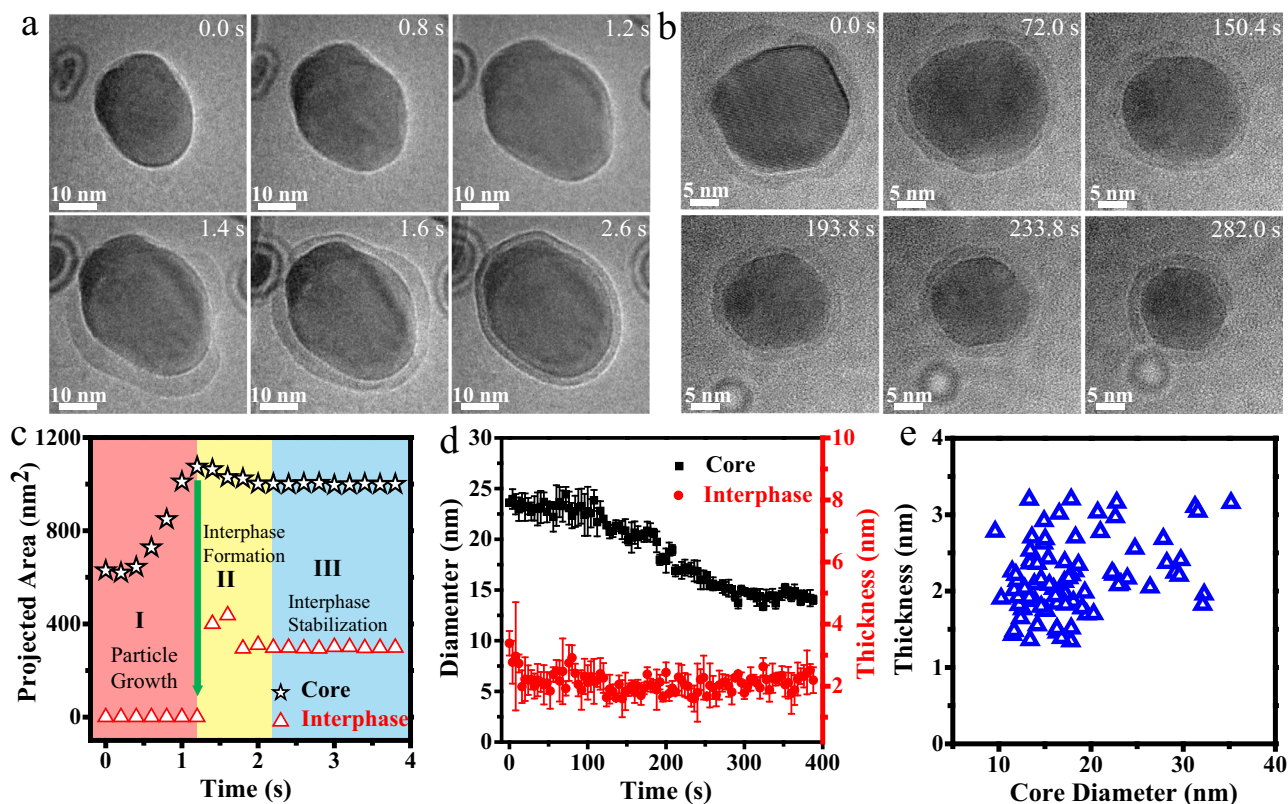 a
0.0 s
0.8 s
1.2 s
10 nm
10 nm
10 nm
1.4 s
1.6 s
2.6 s
10 nm
10 nm
10 nm
b
0.0 s
72.0 s
150.4 s
5 nm
5 nm
5 nm
193.8 s
233.8 s
282.0 s
5 nm
5 nm
5 nm
c
Projected Area (nm2)
1200
800
400
0
I
Particle
Growth
Interphase
Formation
II
III
Interphase
Stabilization
Core
Interphase
0 1 2 3 4
Time (s)
d
Diamenter (nm)
30
25
20
15
10
5
0
Core
Interphase
10
8
6
4
2
Thickness (nm)
0 100 200 300 400
Time (s)
e
Thickness (nm)
4
3
2
1
0
10 20 30 40
Core Diameter (nm)